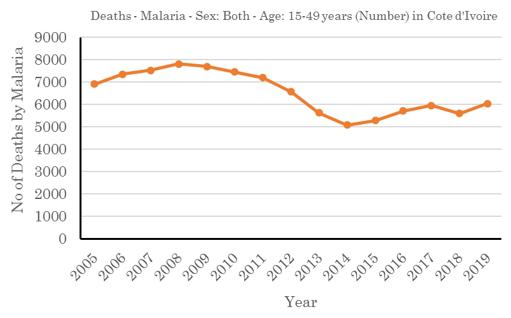 Deaths - Malaria - Sex: Both - Age: 15-49 years (Number) in Cote d'Ivoire
9000
8000
7000
6000
5000
4000
3000
2000
1000
0
No of Deaths by Malaria
2005 2006 2007 2008 2009 2010 2011 2012 2013 2014 2015 2016 2017 2018 2019
Year